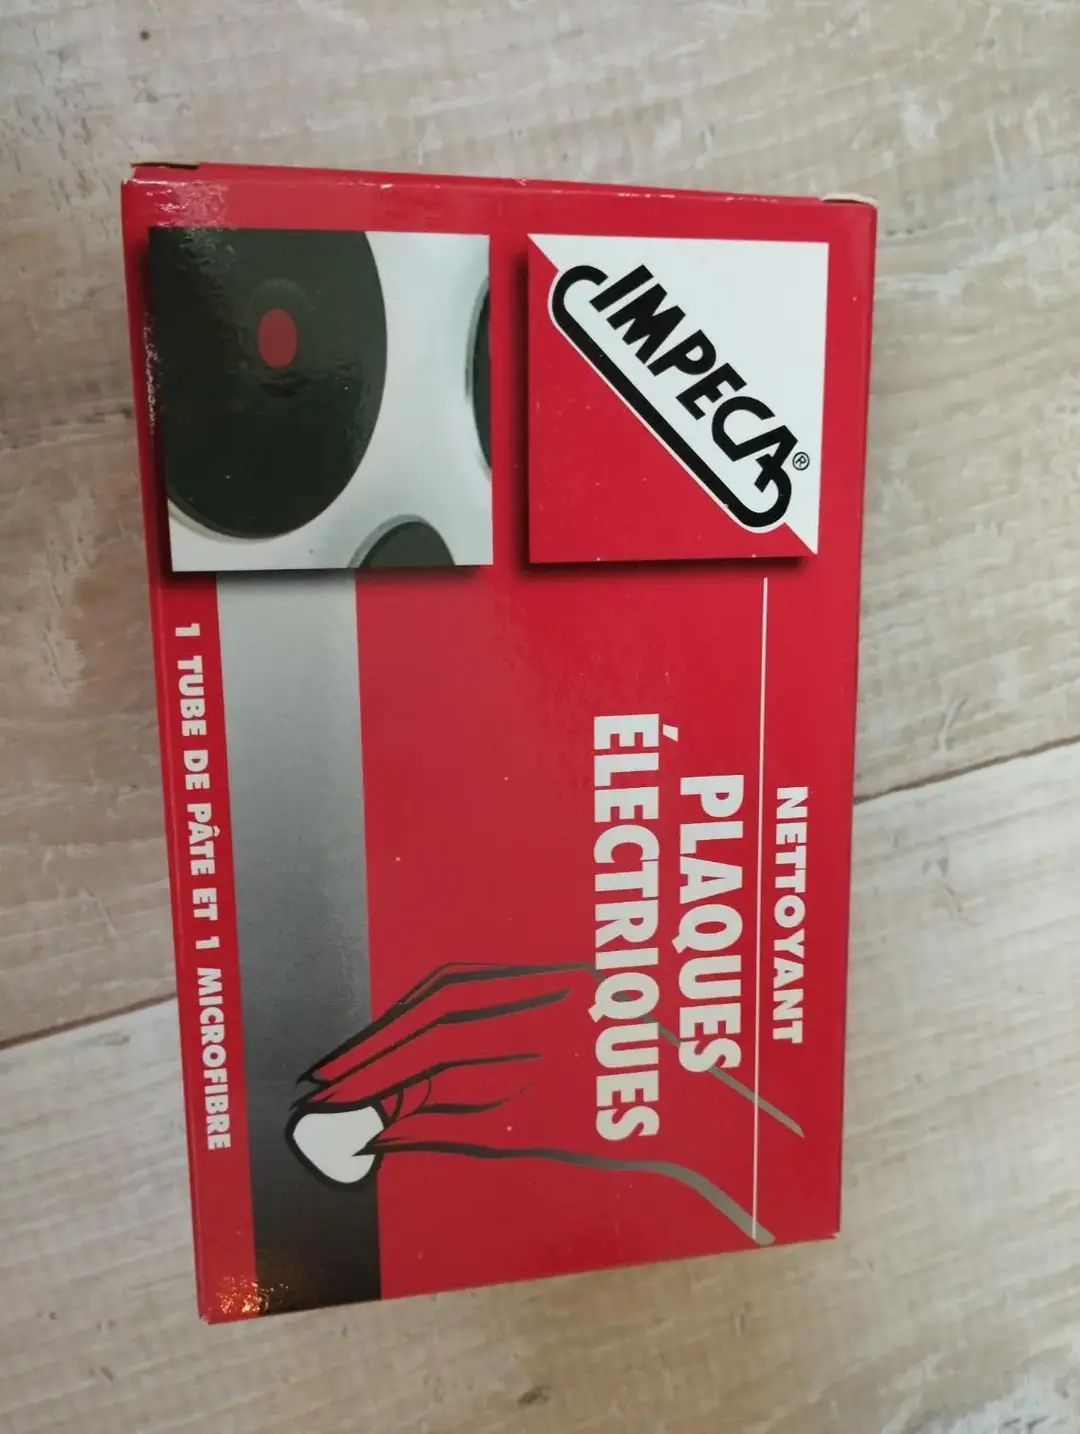 IMPECA®
NETTOYANT
PLAQUES
ÉLECTRIQUES
1 TUBE DE PÂTE ET 1 MICROFIBRE